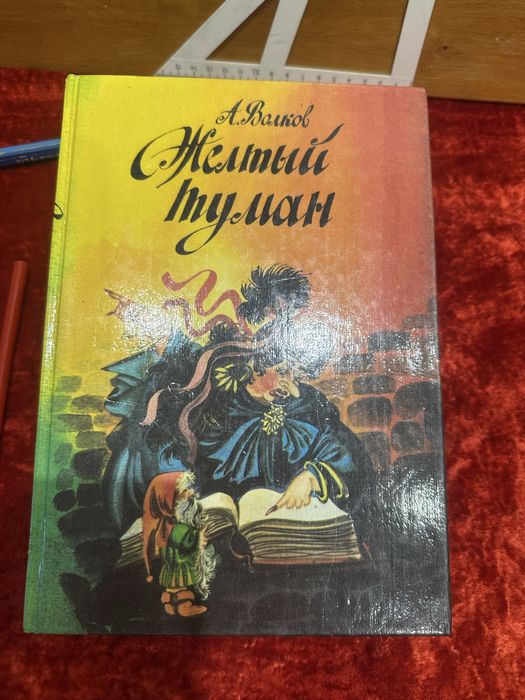 А. Волков
Желтый
туман